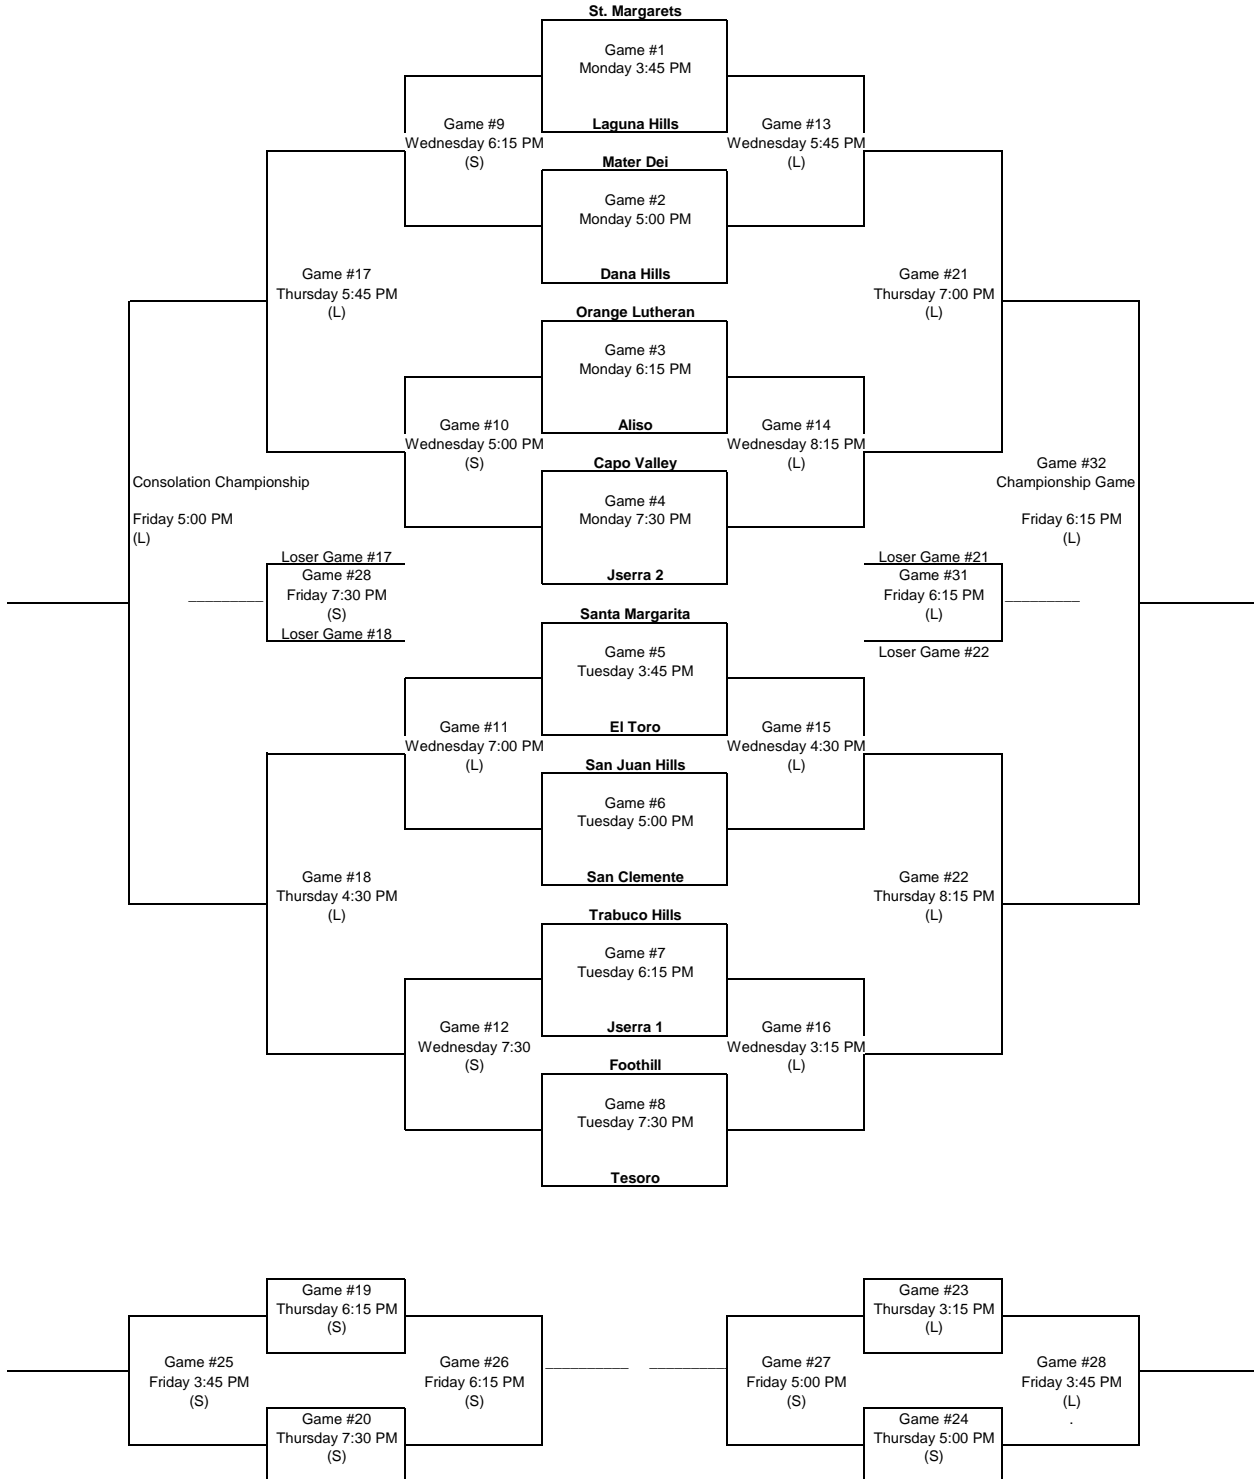 St. Margarets
Game #1
Monday 3:45 PM
Laguna Hills
Game #9
Wednesday 6:15 PM
(S)
Game #13
Wednesday 5:45 PM
(L)
Mater Dei
Game #2
Monday 5:00 PM
Dana Hills
Game #17
Thursday 5:45 PM
(L)
Game #21
Thursday 7:00 PM
(L)
Orange Lutheran
Game #3
Monday 6:15 PM
Aliso
Game #10
Wednesday 5:00 PM
(S)
Game #14
Wednesday 8:15 PM
(L)
Capo Valley
Game #4
Monday 7:30 PM
Jserra 2
Consolation Championship
Friday 5:00 PM
(L)
Game #32
Championship Game
Friday 6:15 PM
(L)
Loser Game #17
Game #28
Friday 7:30 PM
(S)
Loser Game #18
Loser Game #21
Game #31
Friday 6:15 PM
(L)
Loser Game #22
Santa Margarita
Game #5
Tuesday 3:45 PM
El Toro
Game #11
Wednesday 7:00 PM
(L)
Game #15
Wednesday 4:30 PM
(L)
San Juan Hills
Game #6
Tuesday 5:00 PM
San Clemente
Game #18
Thursday 4:30 PM
(L)
Game #22
Thursday 8:15 PM
(L)
Trabuco Hills
Game #7
Tuesday 6:15 PM
Jserra 1
Game #12
Wednesday 7:30
(S)
Game #16
Wednesday 3:15 PM
(L)
Foothill
Game #8
Tuesday 7:30 PM
Tesoro
Game #19
Thursday 6:15 PM
(S)
Game #23
Thursday 3:15 PM
(L)
Game #25
Friday 3:45 PM
(S)
Game #26
Friday 6:15 PM
(S)
Game #27
Friday 5:00 PM
(S)
Game #28
Friday 3:45 PM
(L)
.
Game #20
Thursday 7:30 PM
(S)
Game #24
Thursday 5:00 PM
(S)